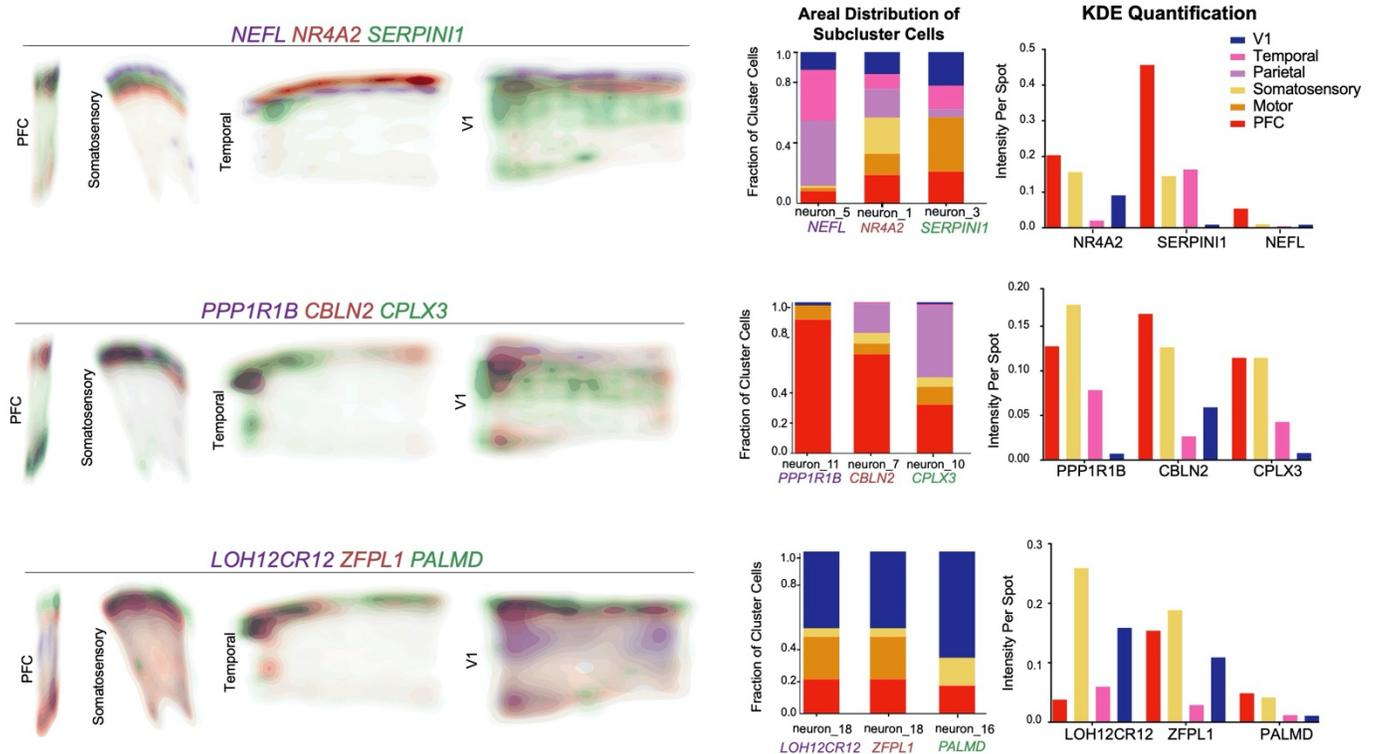 Areal Distribution of
Subcluster Cells
KDE Quantification
NEFL NR4A2 SERPINI1
PFC
Somatosensory
Temporal
V1
Fraction of Cluster Cells
1.0
0.8
0.4
0.0
neuron_5 neuron_1 neuron_3
NEFL NR4A2 SERPINI1
Intensity Per Spot
0.5
0.4
0.3
0.2
0.1
0.0
NR4A2 SERPINI1 NEFL
V1
Temporal
Parietal
Somatosensory
Motor
PFC
PPP1R1B CBLN2 CPLX3
PFC
Somatosensory
Temporal
V1
Fraction of Cluster Cells
1.0
0.8
0.4
0.2
0.0
neuron_11 neuron_7 neuron_10
PPP1R1B CBLN2 CPLX3
Intensity Per Spot
0.20
0.15
0.10
0.05
0.00
PPP1R1B CBLN2 CPLX3
LOH12CR12 ZFPL1 PALMD
PFC
Somatosensory
Temporal
V1
Fraction of Cluster Cells
1.0
0.8
0.4
0.2
0.0
neuron_18 neuron_18 neuron_16
LOH12CR12 ZFPL1 PALMD
Intensity Per Spot
0.3
0.2
0.1
0.0
LOH12CR12 ZFPL1 PALMD